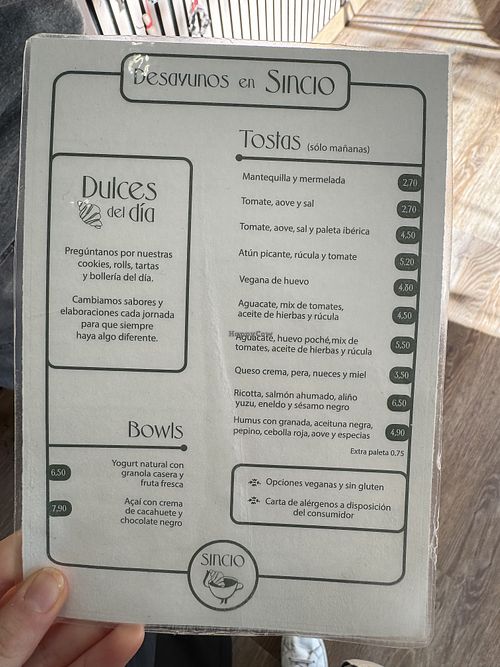 Desayunos en Sincio
Tostas (sólo mañanas)
Mantequilla y mermelada 2,70
Tomate, aove y sal 2,70
Tomate, aove, sal y paleta ibérica 4,50
Atún picante, rúcula y tomate 5,20
Vegana de huevo 4,80
Aguacate, mix de tomates,
aceite de hierbas y rúcula 4,50
Aguacate, huevo poché, mix de
tomates, aceite de hierbas y rúcula 5,50
Queso crema, pera, nueces y miel 3,50
Ricotta, salmón ahumado, aliño
yuzu, eneldo y sésamo negro 6,50
Humus con granada, aceituna negra,
pepino, cebolla roja, aove y especias 4,90
Extra paleta 0,75
Dulces
del día
Pregúntanos por nuestras
cookies, rolls, tartas
y bollería del día.
Cambiamos sabores y
elaboraciones cada jornada
para que siempre
haya algo diferente.
Bowls
Yogurt natural con
6,50 granola casera y
fruta fresca
Açaí con crema
7,90 de cacahuete y
chocolate negro
Opciones veganas y sin gluten
Carta de alérgenos a disposición
del consumidor
SINCIO
HappyCow